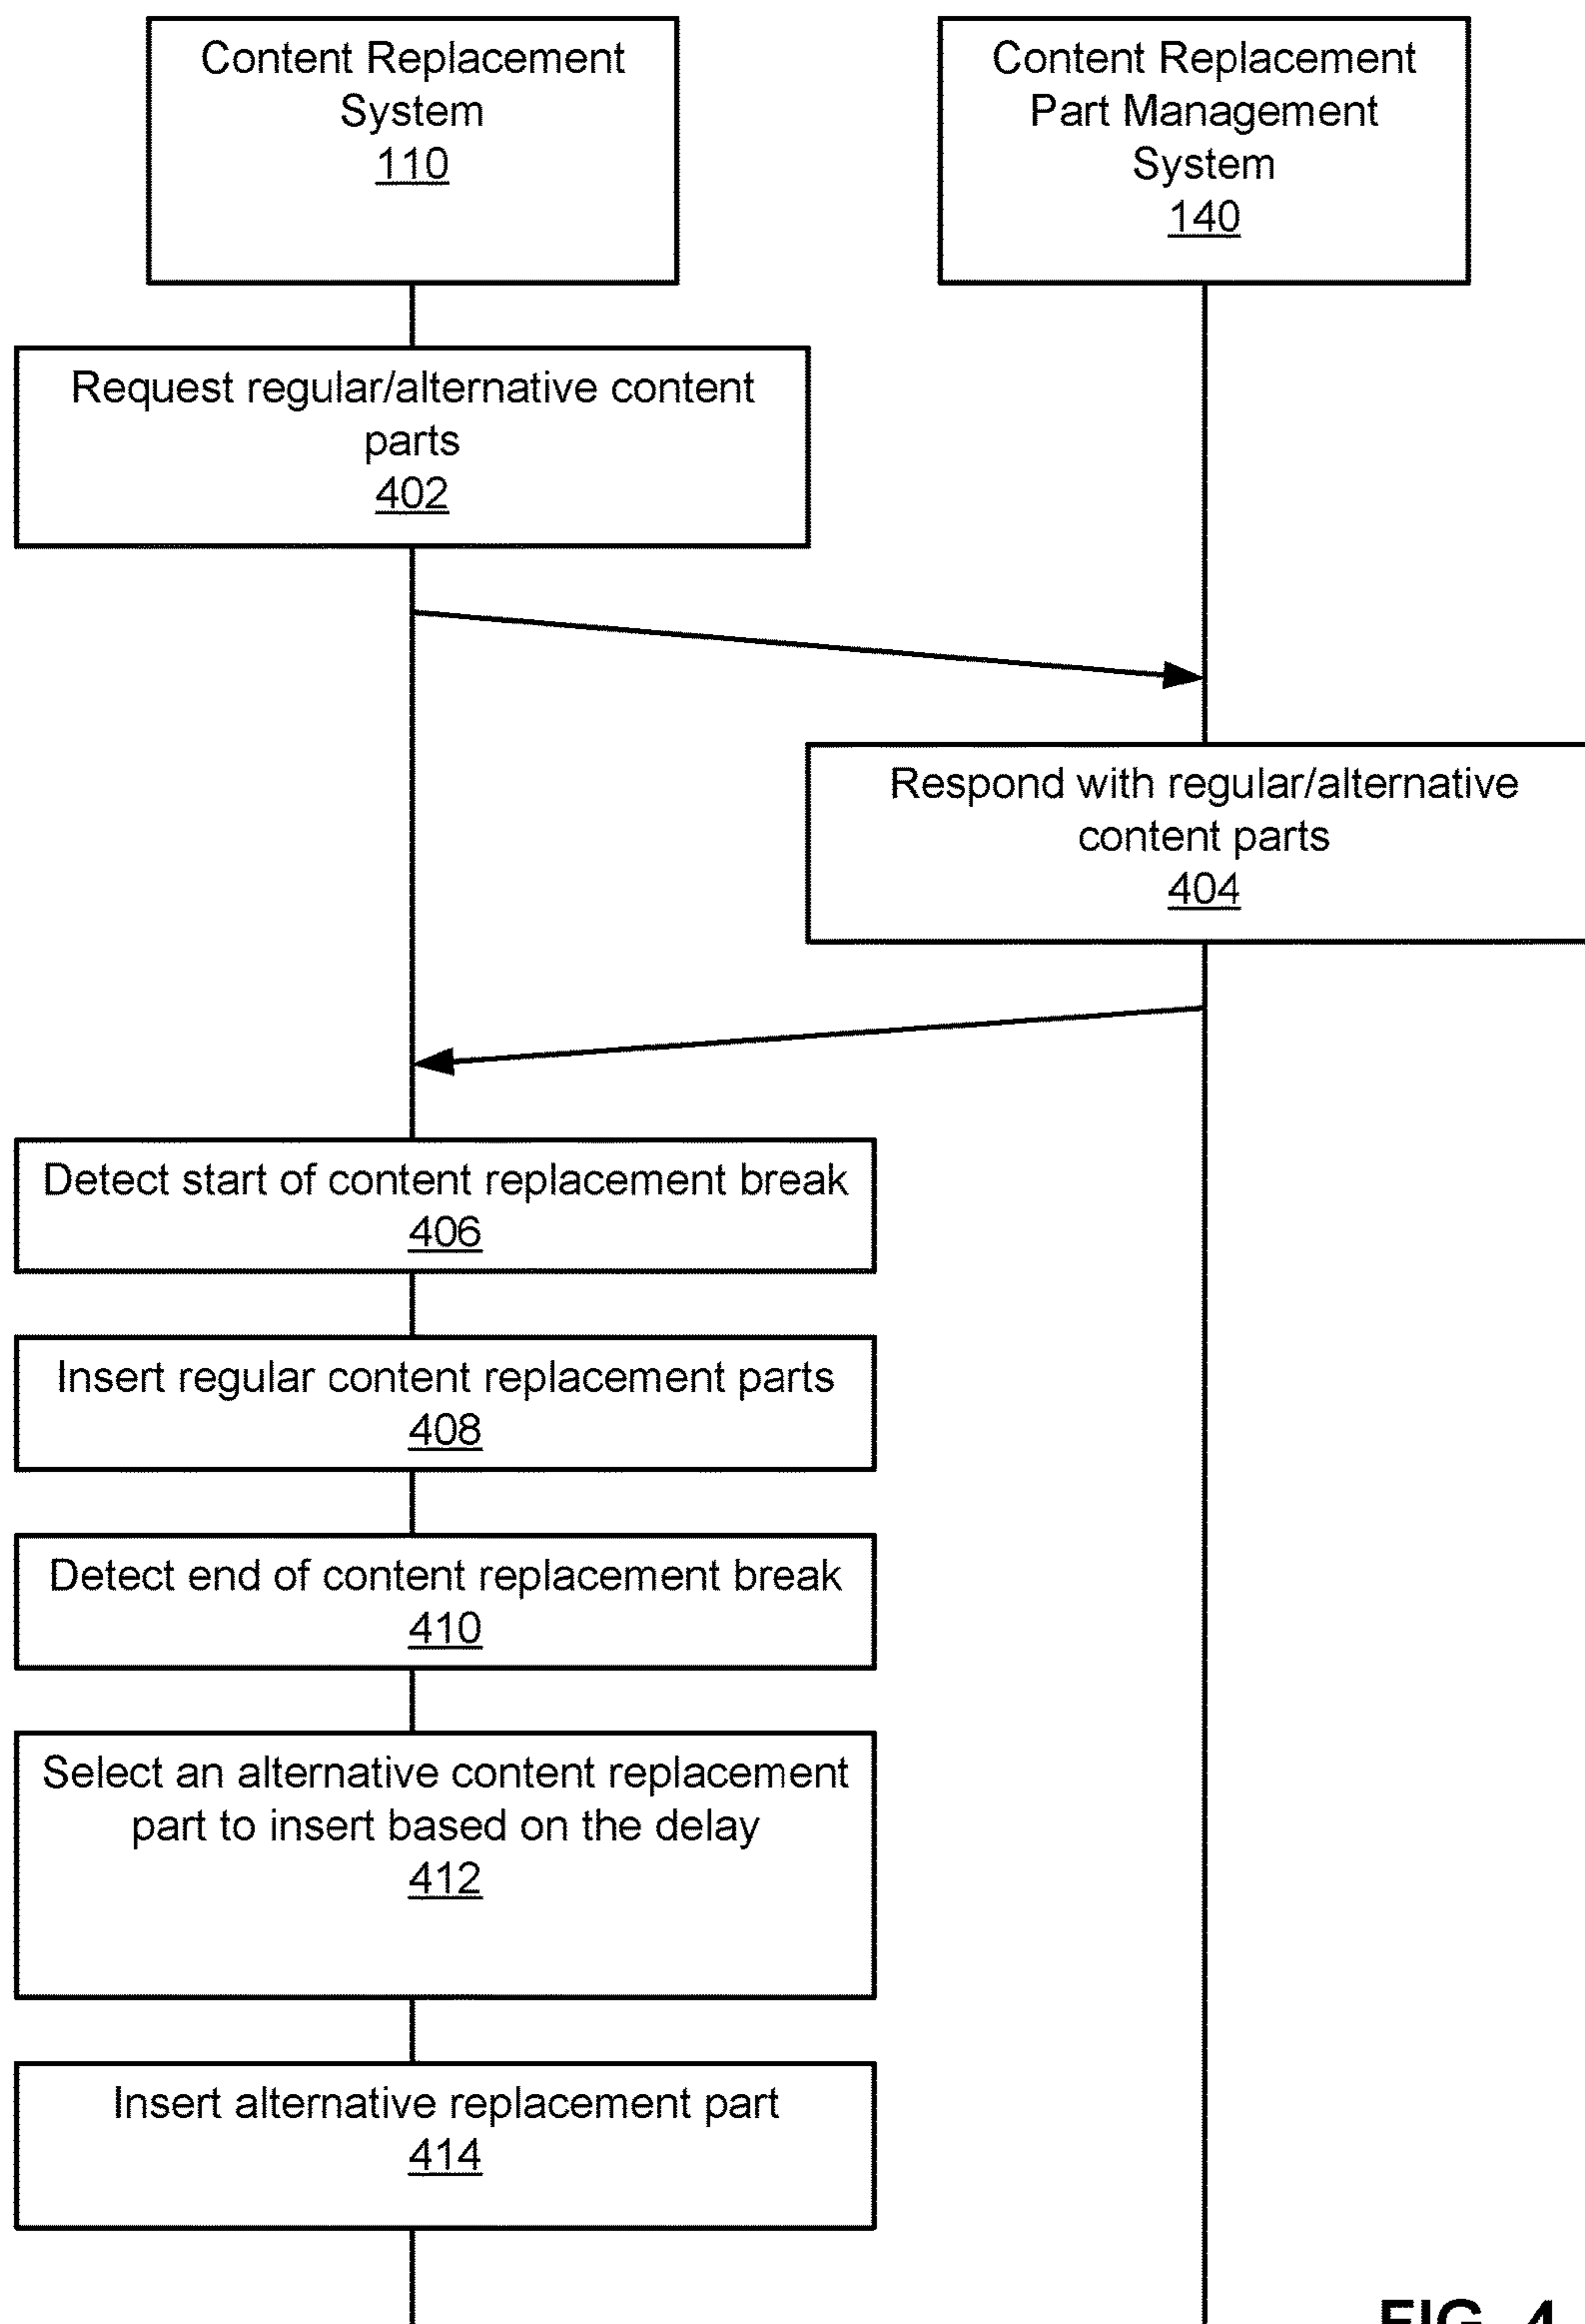 Content Replacement
System
110
Content Replacement
Part Management
System
140
Request regular/alternative content
parts
402
Respond with regular/alternative
content parts
404
Detect start of content replacement break
406
Insert regular content replacement parts
408
Detect end of content replacement break
410
Select an alternative content replacement
part to insert based on the delay
412
Insert alternative replacement part
414
FIG. 4